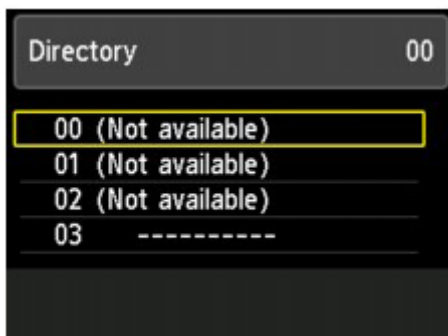 Directory 00
00 (Not available)
01 (Not available)
02 (Not available)
03 ----------